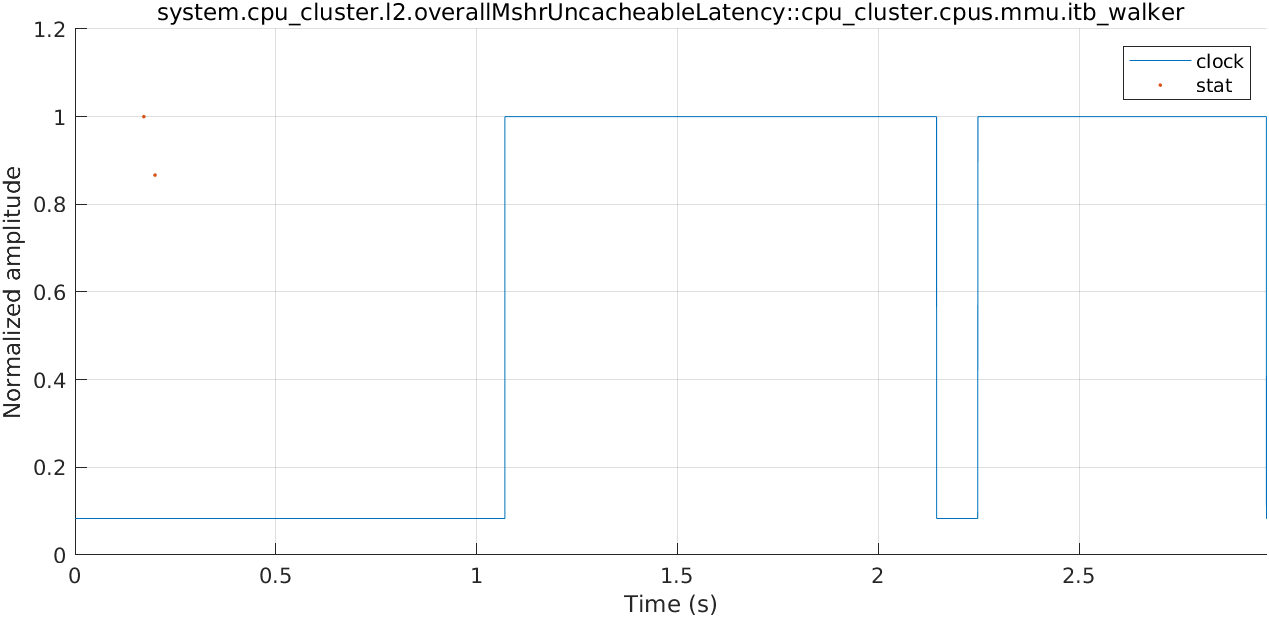 system.cpu_cluster.l2.overallMshrUncacheableLatency::cpu_cluster.cpus.mmu.itb_walker
1.2
1
0.8
0.6
0.4
0.2
0
Normalized amplitude
clock
stat
0 0.5 1 1.5 2 2.5
Time (s)